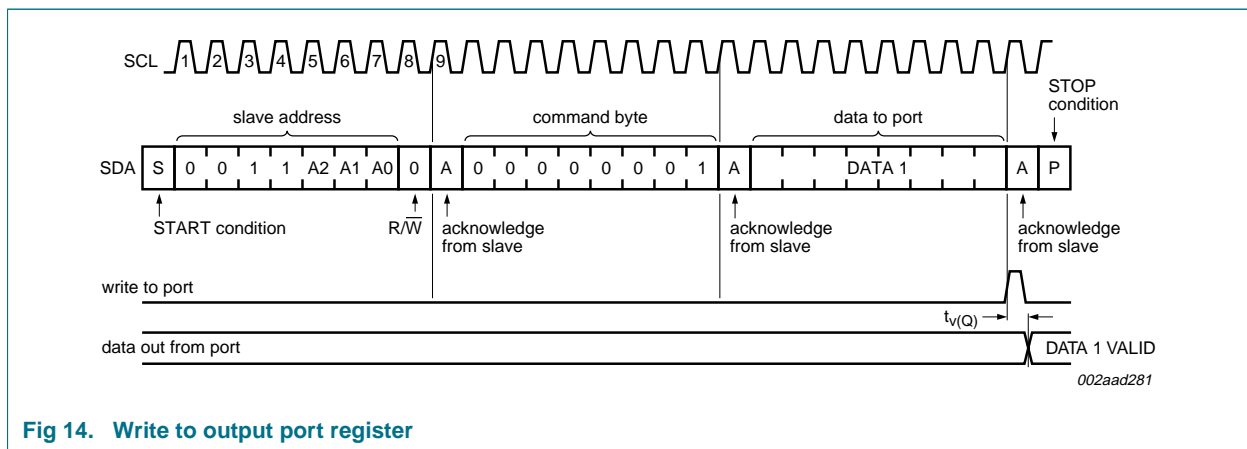 SCL 1 2 3 4 5 6 7 8 9
STOP
condition
slave address command byte data to port
SDA S 0 0 1 1 A2 A1 A0 0 A 0 0 0 0 0 0 0 1 A DATA 1 A P
START condition R/W̅ acknowledge acknowledge acknowledge
from slave from slave from slave
write to port
tv(Q)
data out from port DATA 1 VALID
002aad281
Fig 14. Write to output port register